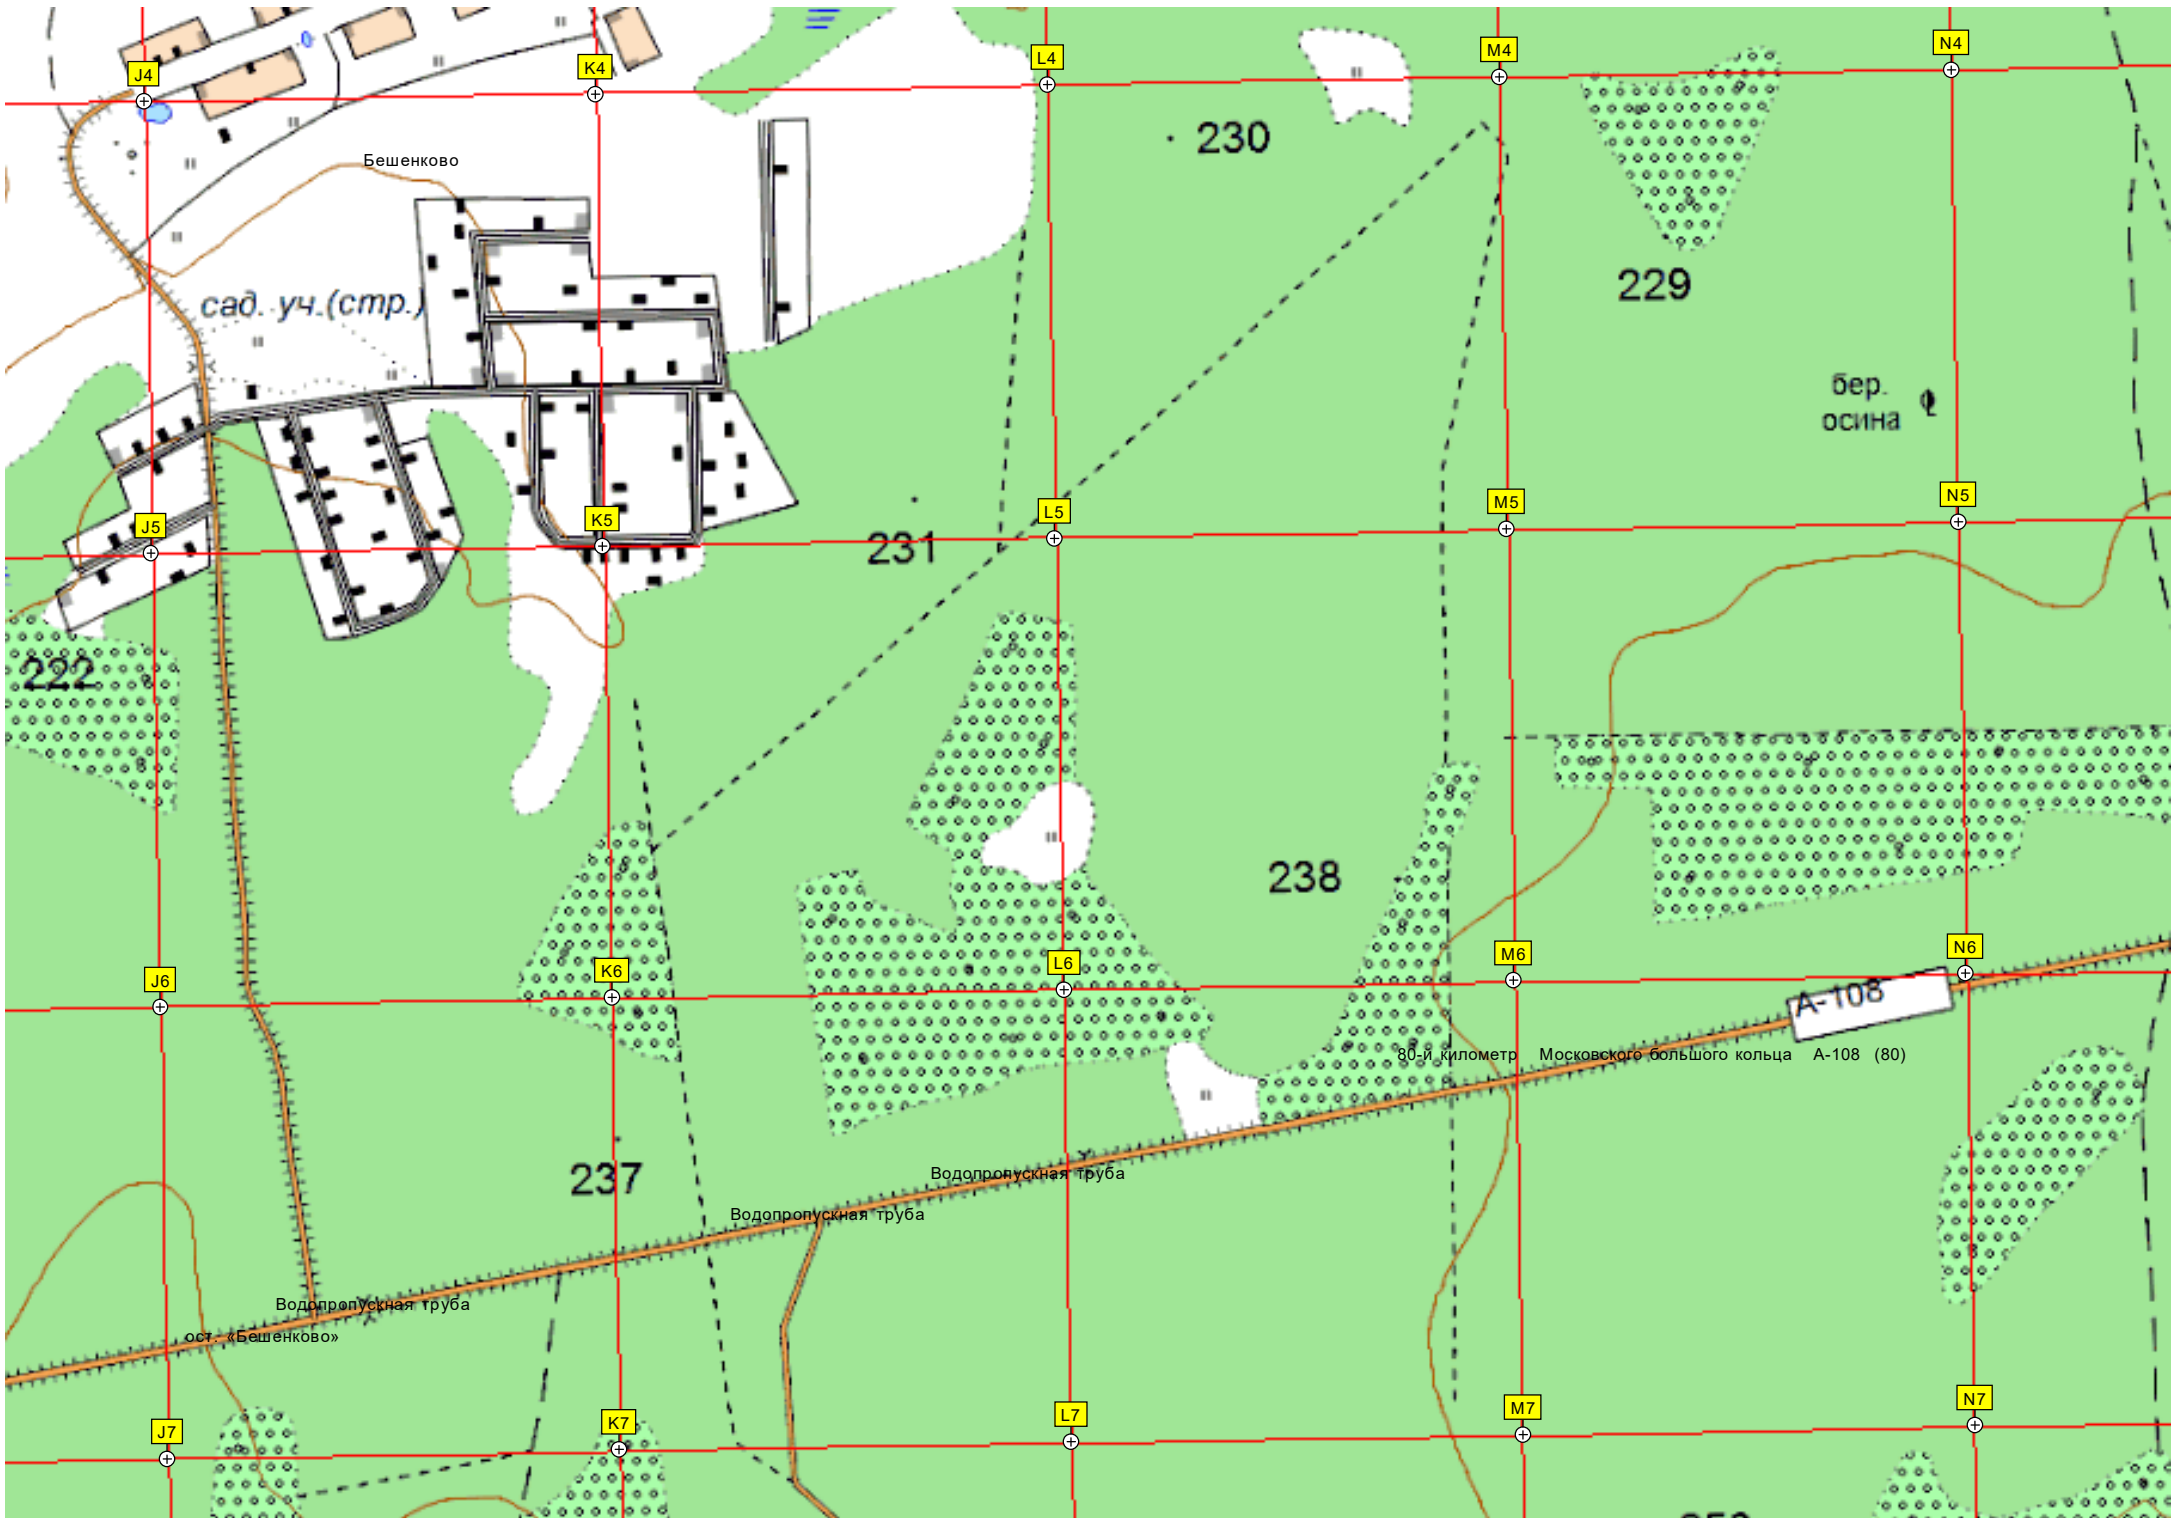 J4
K4
L4
M4
N4
230
Бешенково
229
сад. уч.(стр.)
бер.
осина
J5
K5
L5
M5
N5
231
222
238
J6
K6
L6
M6
N6
А-108
80-й километр Московского большого кольца А-108 (80)
237
Водопропускная труба
Водопропускная труба
Водопропускная труба
ост. «Бешенково»
J7
K7
L7
M7
N7